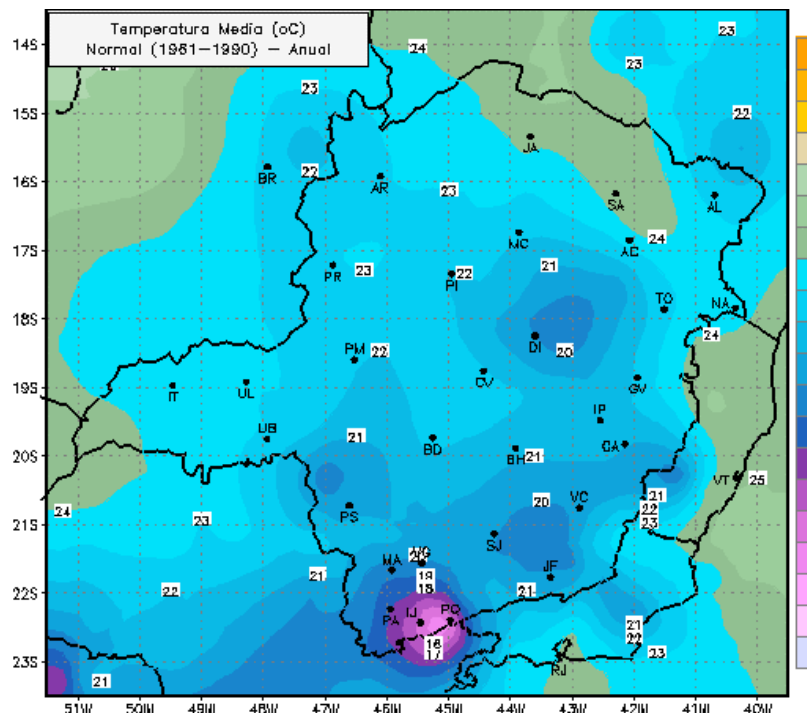 Temperatura Media (oC)
Normal (1961−1990) − Anual
14S
15S
16S
17S
18S
19S
20S
21S
22S
23S
51W 50W 49W 48W 47W 46W 45W 44W 43W 42W 41W 40W
24
23
23
23
22
22
BR
AR
23
JA
SA
AL
MC
AC
24
PR
23
PI
22
21
TO
NA
24
PM
22
DI
20
IT
UL
CV
GV
UB
21
BD
BH
21
IP
CA
VT
25
24
23
PS
20
VC
21
22
23
SJ
MA
JF
19
18
22
21
21
PA
IJ
PQ
16
17
21
22
23
RJ
21